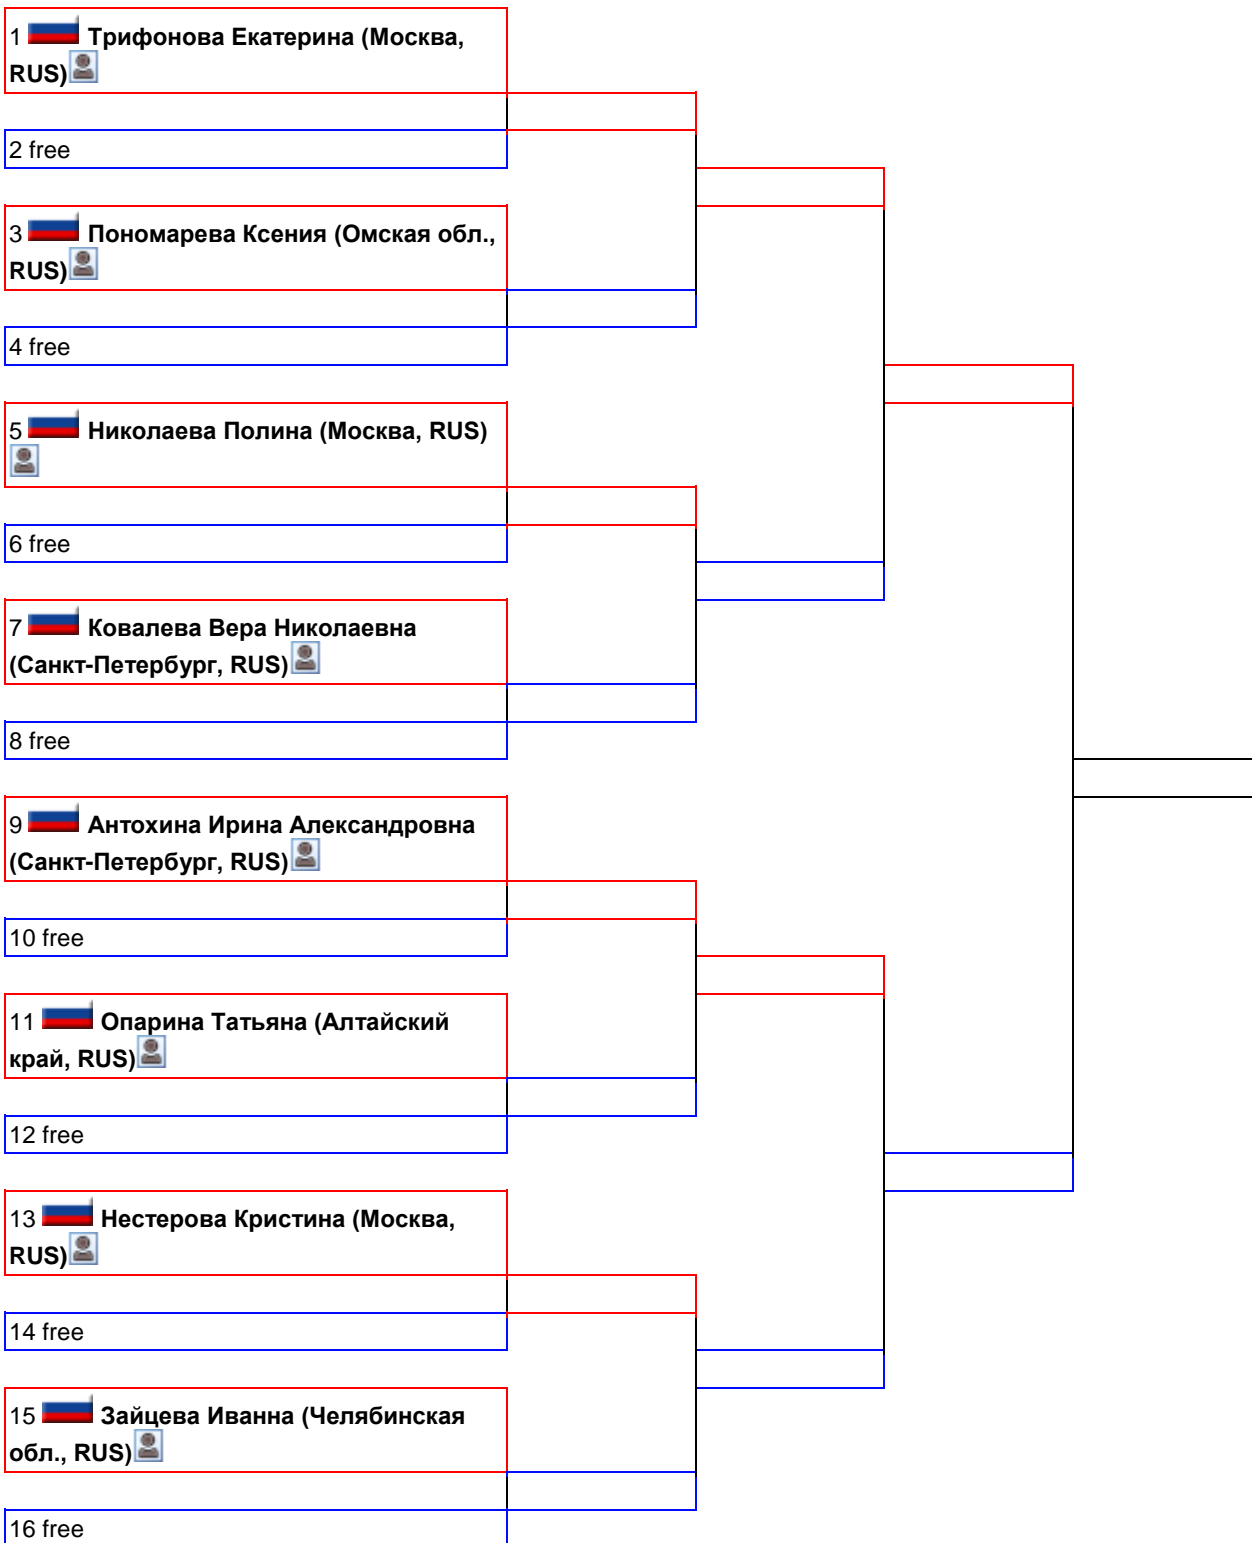 1 Трифонова Екатерина (Москва,
RUS)
2 free
3 Пономарева Ксения (Омская обл.,
RUS)
4 free
5 Николаева Полина (Москва, RUS)
6 free
7 Ковалева Вера Николаевна
(Санкт-Петербург, RUS)
8 free
9 Антохина Ирина Александровна
(Санкт-Петербург, RUS)
10 free
11 Опарина Татьяна (Алтайский
край, RUS)
12 free
13 Нестерова Кристина (Москва,
RUS)
14 free
15 Зайцева Иванна (Челябинская
обл., RUS)
16 free